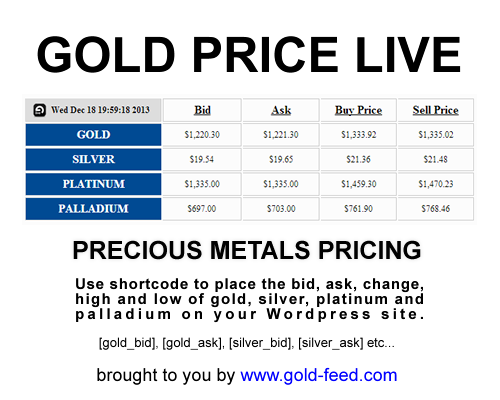 GOLD PRICE LIVE
Wed Dec 18 19:59:18 2013 Bid Ask Buy Price Sell Price
GOLD $1,220.30 $1,221.30 $1,333.92 $1,335.02
SILVER $19.54 $19.65 $21.36 $21.48
PLATINUM $1,335.00 $1,335.00 $1,459.30 $1,470.23
PALLADIUM $697.00 $703.00 $761.90 $768.46
PRECIOUS METALS PRICING
Use shortcode to place the bid, ask, change,
high and low of gold, silver, platinum and
palladium on your Wordpress site.
[gold_bid], [gold_ask], [silver_bid], [silver_ask] etc...
brought to you by www.gold-feed.com